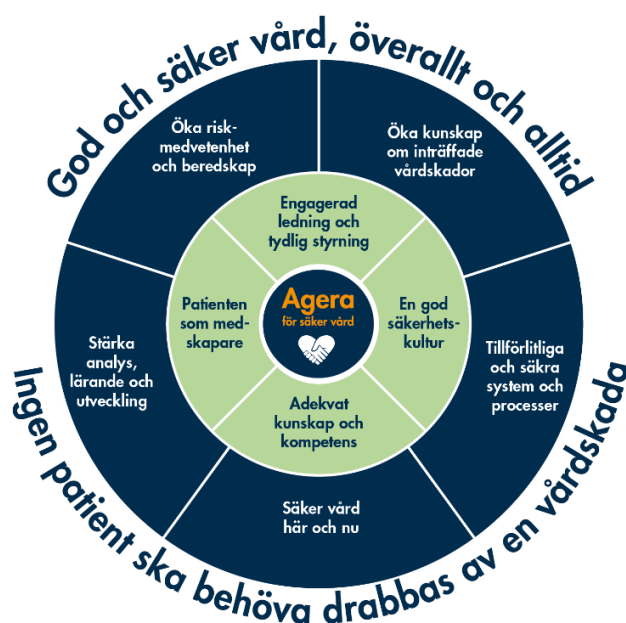 God och säker vård, överallt och alltid
Öka risk-
medvetenhet
och beredskap
Öka kunskap
om inträffade
vårdskador
Engagerad
ledning och
tydlig styrning
Patienten
som med-
skapare
Agera
för säker vård
En god
säkerhets-
kultur
Stärka
analys,
lärande och
utveckling
Tillförlitliga
och säkra
system och
processer
Adekvat
kunskap och
kompetens
Säker vård
här och nu
Ingen patient ska behöva drabbas av en vårdskada